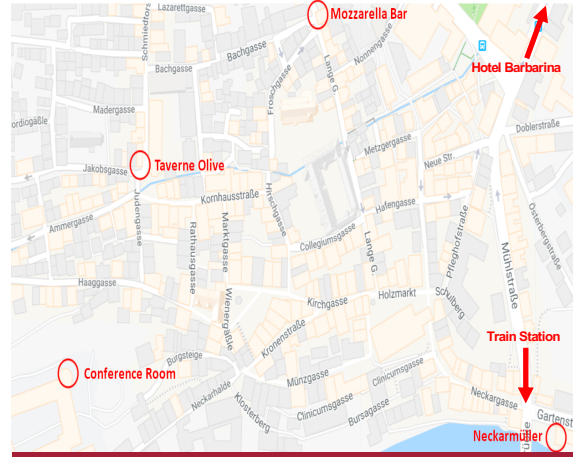 Lazarettgasse
Mozzarella Bar
Schmiedtors
Bachgasse
Nonnengasse
Lange G
Froschgasse
Hotel Barbarina
Bachgasse
Madergasse
Doblerstraße
Metzgergasse
Neue Str.
Jakobsgasse
Taverne Olive
Kornhausstraße
Hirschgasse
Judengasse
Hafengasse
Österbergstraße
Ammergasse
Marktgasse
Rathausgasse
Collegiumsgasse
Lange G
Pfleghofstraße
Mühlstraße
Haaggasse
Wienergäßle
Kirchgasse
Holzmarkt
Schulberg
Kronenstraße
Train Station
Burgsteige
Conference Room
Münzgasse
Clinicumsgasse
Neckarhalde
Klosterberg
Clinicumsgasse
Bursagasse
Neckargasse
Gartenst
Neckarmüller